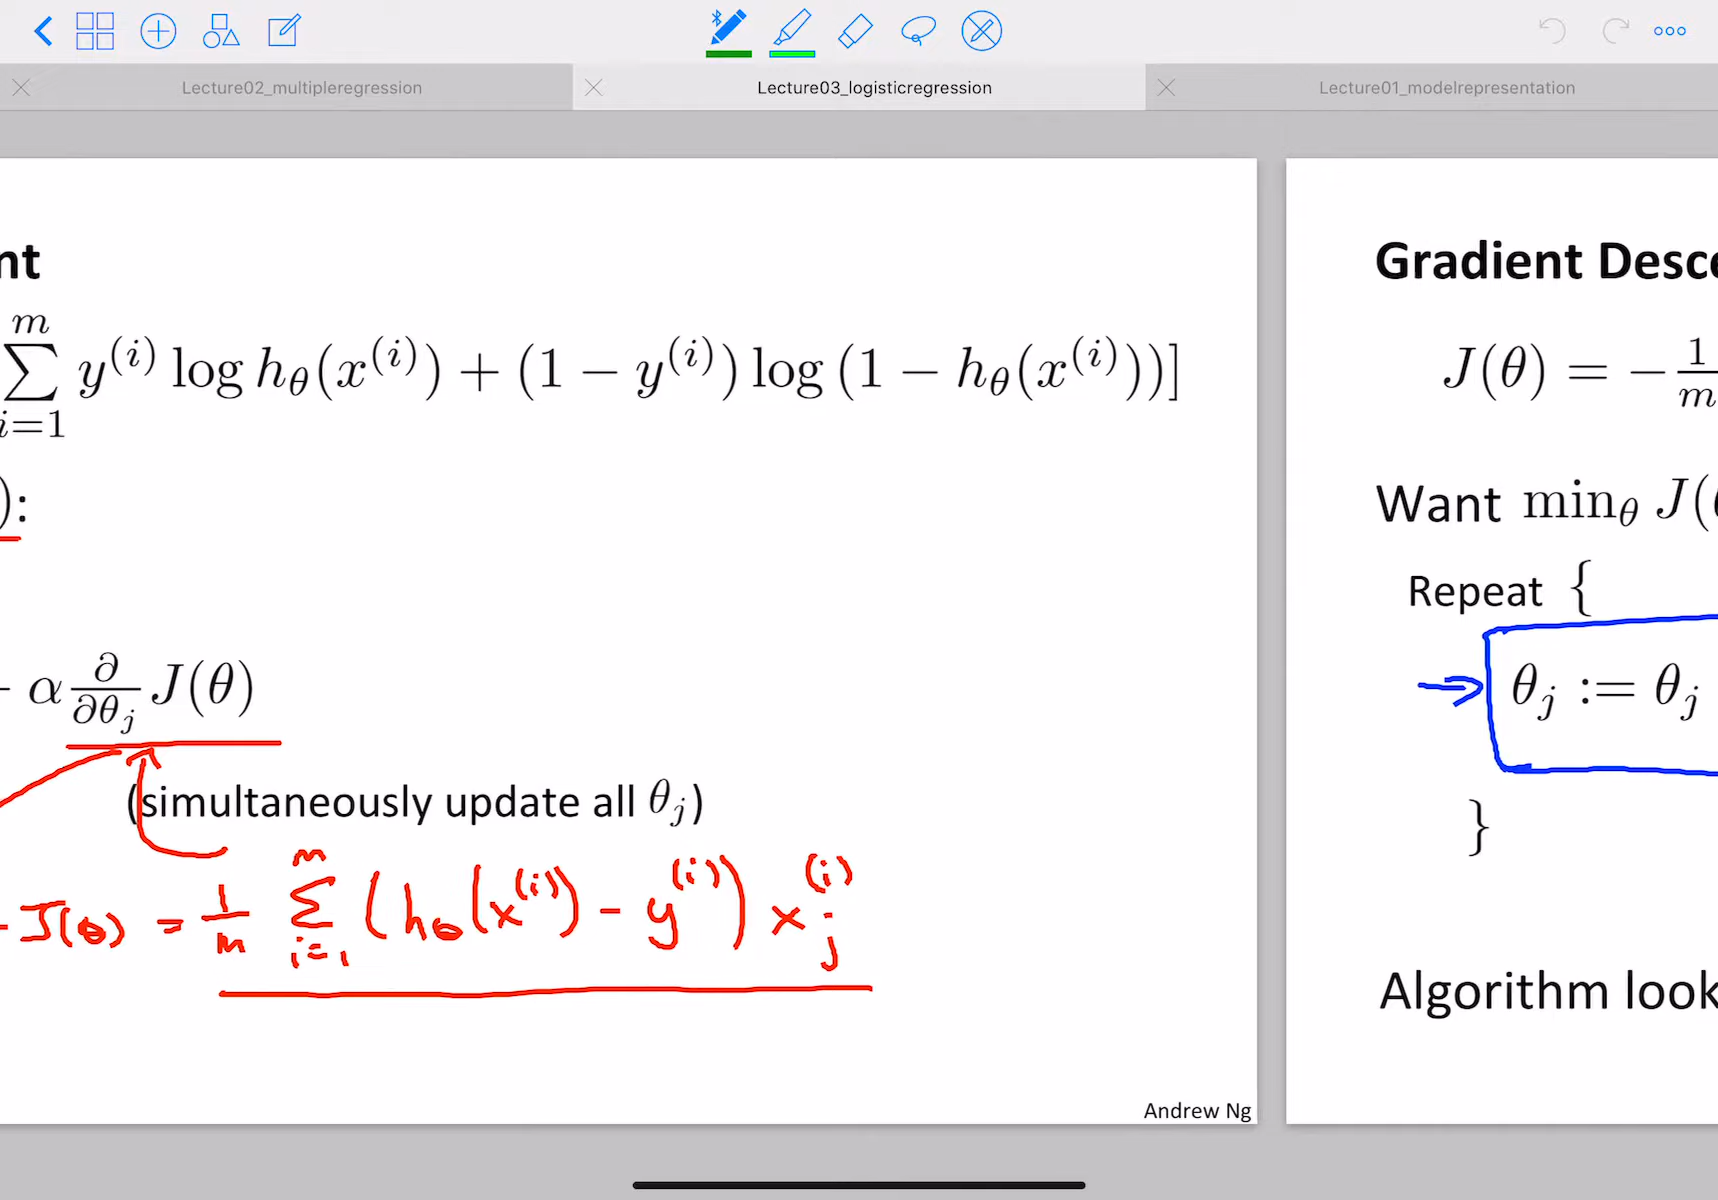 Lecture02_multipleregression
Lecture03_logisticregression
Lecture01_modelrepresentation
nt
m
∑ y^(i) log h_θ(x^(i)) + (1 − y^(i)) log (1 − h_θ(x^(i)))]
i=1
):
− α ∂/∂θ_j J(θ)
(simultaneously update all θ_j)
J(θ) = 1/m ∑_{i=1}^{m} (h_θ(x^(i)) − y^(i)) x_j^(i)
Andrew Ng
Gradient Desce
J(θ) = −1/m
Want min_θ J(θ
Repeat {
θ_j := θ_j
}
Algorithm look